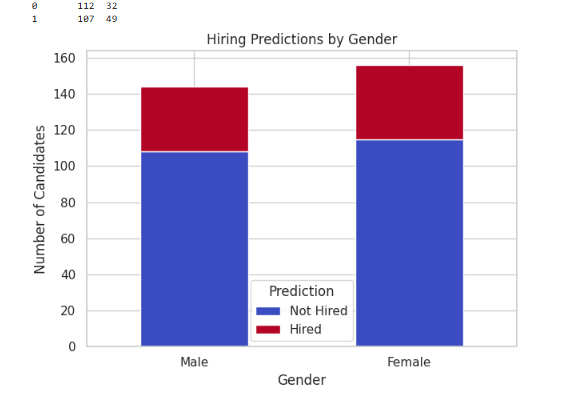 0 112 32
1 107 49
Hiring Predictions by Gender
160
140
120
100
80
60
40
20
0
Number of Candidates
Prediction
Not Hired
Hired
Male Female
Gender